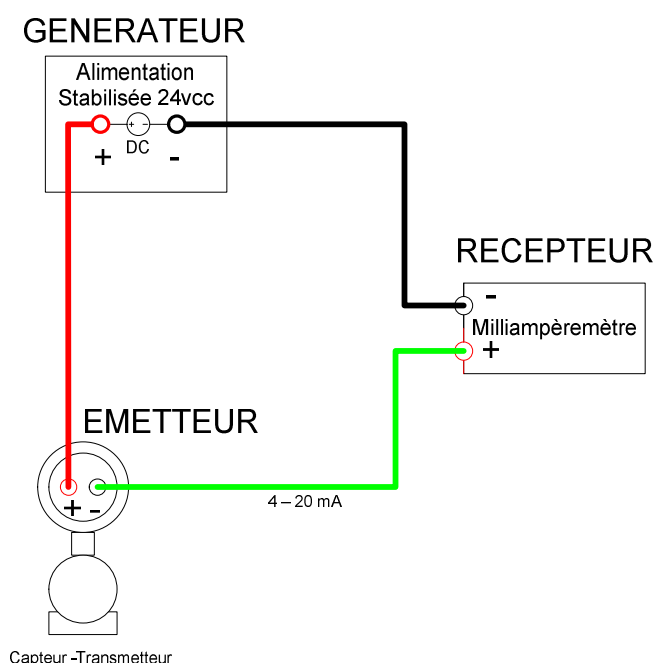 GENERATEUR
Alimentation
Stabilisée 24vcc
+ -
DC
+ -
RECEPTEUR
-
Milliampèremètre
+
EMETTEUR
+ -
4 – 20 mA
Capteur -Transmetteur